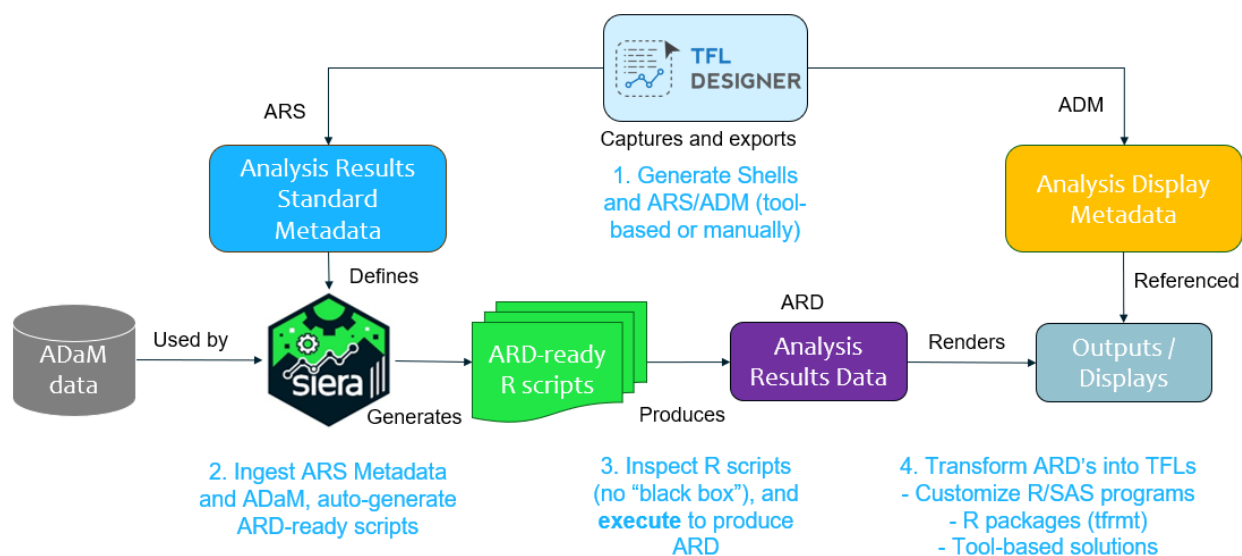 TFL
DESIGNER
ARS
ADM
Captures and exports
Analysis Results
Standard
Metadata
1. Generate Shells
and ARS/ADM (tool-
based or manually)
Analysis Display
Metadata
Defines
Referenced
ADaM
data
Used by
siera
Generates
ARD-ready
R scripts
Produces
ARD
Analysis
Results Data
Renders
Outputs /
Displays
2. Ingest ARS Metadata
and ADaM, auto-generate
ARD-ready scripts
3. Inspect R scripts
(no “black box”), and
execute to produce
ARD
4. Transform ARD's into TFLs
- Customize R/SAS programs
- R packages (tfrmt)
- Tool-based solutions